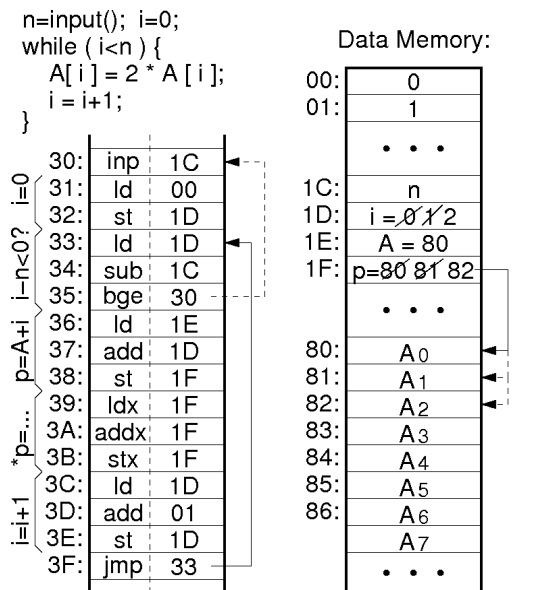 n=input();  i=0;
while ( i<n ) {
A[ i ] = 2 * A [ i ];
i = i+1;
}
30: inp 1C
31: ld 00
32: st 1D
33: ld 1D
34: sub 1C
35: bge 30
36: ld 1E
37: add 1D
38: st 1F
39: ldx 1F
3A: addx 1F
3B: stx 1F
3C: ld 1D
3D: add 01
3E: st 1D
3F: jmp 33
i=0
i−n<0?
p=A+i
*p=...
i=i+1
Data Memory:
00: 0
01: 1
• • •
1C: n
1D: i = 0 1 2
1E: A = 80
1F: p=80 81 82
• • •
80: A0
81: A1
82: A2
83: A3
84: A4
85: A5
86: A6
A7
• • •